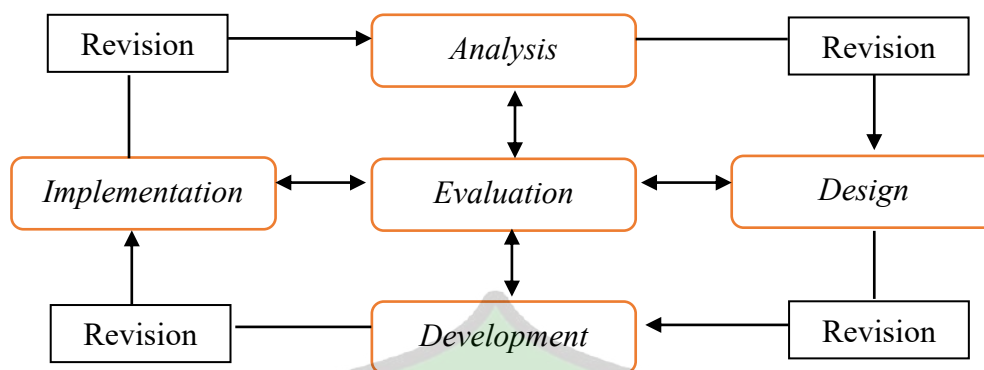 Revision
Analysis
Revision
Implementation
Evaluation
Design
Revision
Development
Revision